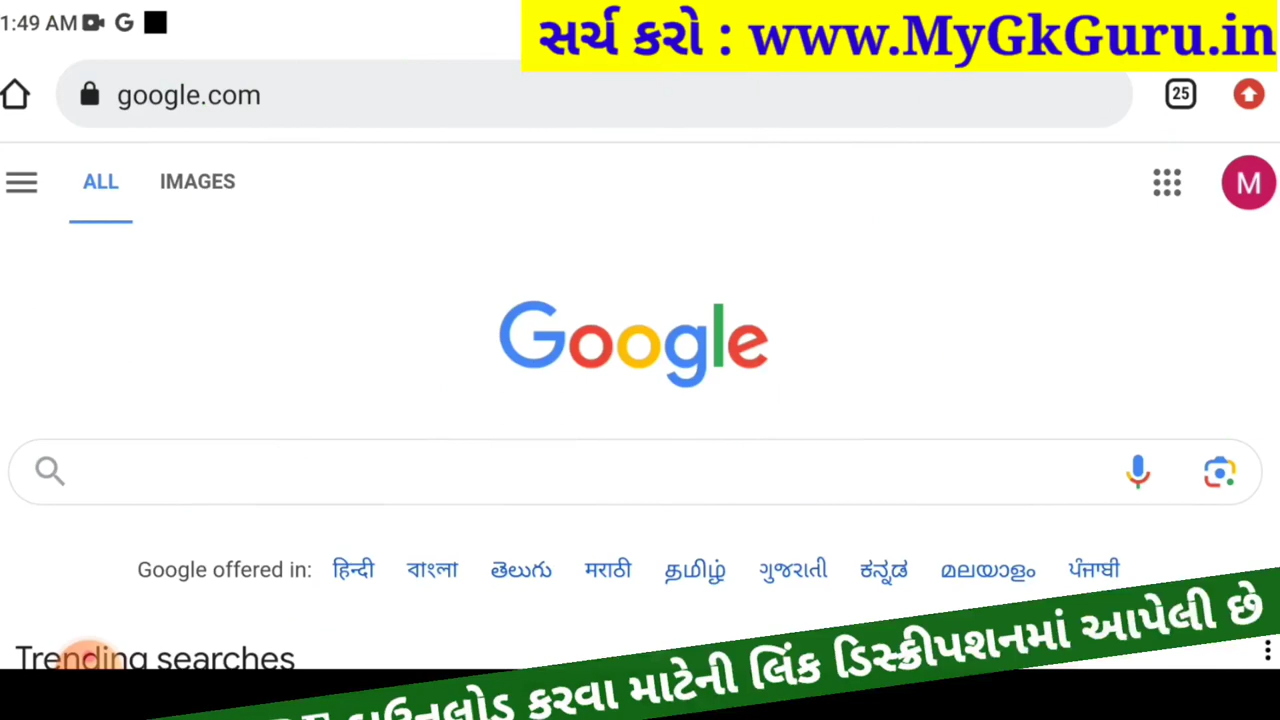 1:49 AM G
સર્ચ કરો : www.MyGkGuru.in
google.com
25
ALL IMAGES
M
Google
Google offered in: हिन्दी বাংলা తెలుగు मराठी தமிழ் ગુજરાતી ಕನ್ನಡ മലയാളം ਪੰਜਾਬੀ
Trending searches
ડાઉનલોડ કરવા માટેની લિંક ડિસ્ક્રીપશનમાં આપેલી છે